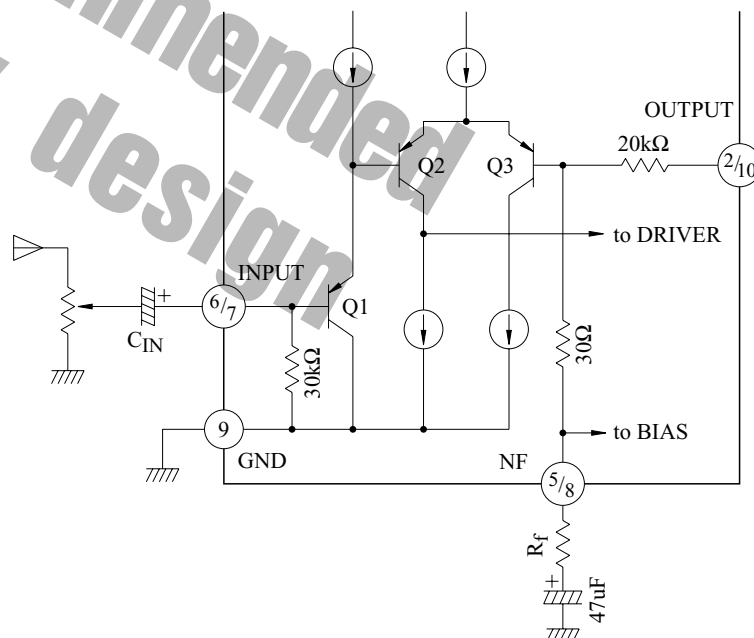 mmended
design
OUTPUT
20kΩ
2/10
Q2
Q3
to DRIVER
INPUT
6/7
Q1
+
CIN
30kΩ
30Ω
9
GND
to BIAS
NF
5/8
Rf
+
47uF